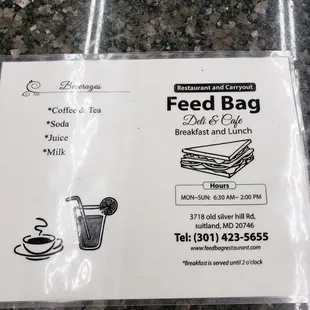 Beverages
*Coffee & Tea
*Soda
*Juice
*Milk
Restaurant and Carryout
Feed Bag
Deli & Cafe
Breakfast and Lunch
Hours
MON~SUN: 6:30 AM~ 2:00 PM
3718 old silver hill Rd,
suitland, MD 20746
Tel: (301) 423-5655
www.feedbagrestaurant.com
*Breakfast is served until 2 o'clock